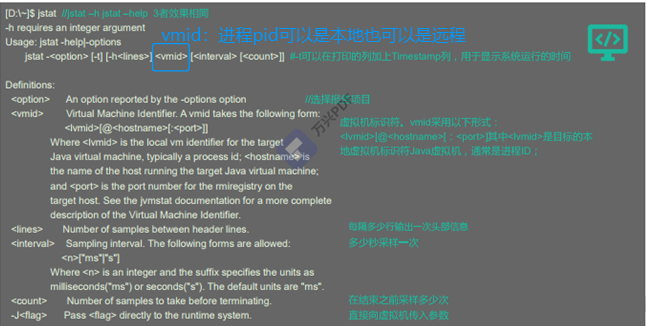 [D:\~]$ jstat //jstat –h jstat –help 3者效果相同
-h requires an integer argument
Usage: jstat -help|-options
vmid：进程pid可以是本地也可以是远程
jstat -<option> [-t] [-h<lines>] <vmid> [<interval> [<count>]] #-t可以在打印的列加上Timestamp列，用于显示系统运行的时间
Definitions:
<option> An option reported by the -options option //选择报告项目
<vmid> Virtual Machine Identifier. A vmid takes the following form:
<lvmid>[@<hostname>[:<port>]]
Where <lvmid> is the local vm identifier for the target
Java virtual machine, typically a process id; <hostname> is
the name of the host running the target Java virtual machine;
and <port> is the port number for the rmiregistry on the
target host. See the jvmstat documentation for a more complete
description of the Virtual Machine Identifier.
虚拟机标识符。vmid采用以下形式：
<lvmid>[@<hostname>[：<port>]其中<lvmid>是目标的本
地虚拟机标识符Java虚拟机，通常是进程ID；
万兴PDF
<lines> Number of samples between header lines. 每隔多少行输出一次头部信息
<interval> Sampling interval. The following forms are allowed: 多少秒采样一次
<n>["ms"|"s"]
Where <n> is an integer and the suffix specifies the units as
milliseconds("ms") or seconds("s"). The default units are "ms".
<count> Number of samples to take before terminating. 在结束之前采样多少次
-J<flag> Pass <flag> directly to the runtime system. 直接向虚拟机传入参数